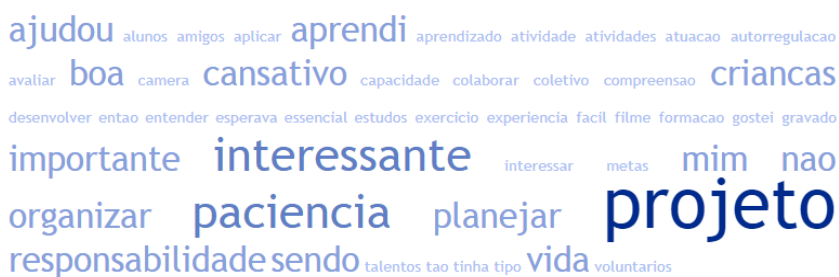 ajudou alunos amigos aplicar aprendi aprendizado atividade atividades atuacao autorregulacao
avaliar boa camera cansativo capacidade colaborar coletivo compreensao criancas
desenvolver entao entender esperava essencial estudos exercicio experiencia facil filme formacao gostei gravado
importante interessante interessar metas mim nao
organizar paciencia planejar projeto
responsabilidade sendo talentos tao tinha tipo vida voluntarios